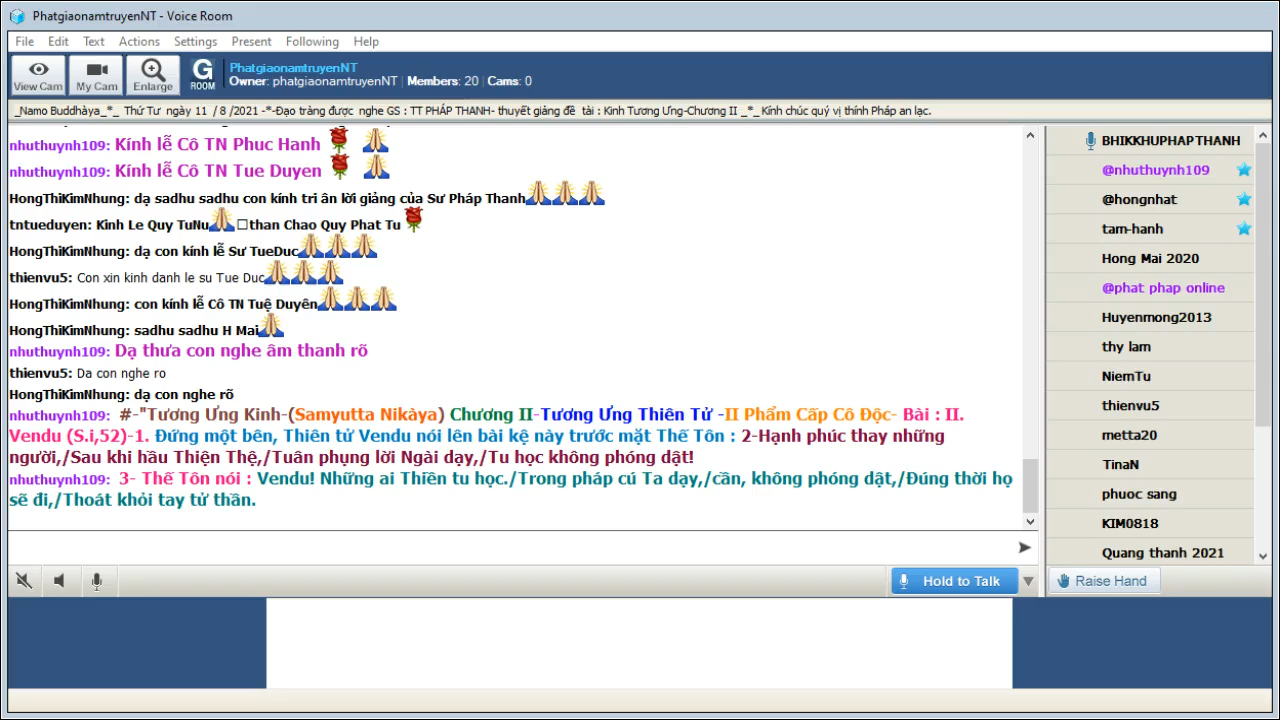 PhatgiaonamtruyenNT - Voice Room
File Edit Text Actions Settings Present Following Help
View Cam
My Cam
Enlarge
G ROOM
PhatgiaonamtruyenNT
Owner: phatgiaonamtruyenNT | Members: 20 | Cams: 0
_Namo Buddhàya_*_ Thứ Tư ngày 11 / 8 /2021 -*-Đạo tràng được nghe GS : TT PHÁP THANH- thuyết giảng đề tài : Kinh Tương Ưng-Chương II _*_ Kính chúc quý vị thính Pháp an lạc.
nhuthuynh109: Kính lễ Cô TN Phuc Hanh
nhuthuynh109: Kính lễ Cô TN Tue Duyen
HongThiKimNhung: dạ sadhu sadhu con kính tri ân lời giảng của Sư Pháp Thanh
tntueduyen: Kinh Le Quy TuNu than Chao Quy Phat Tu
HongThiKimNhung: dạ con kính lễ Sư TueDuc
thienvu5: Con xin kinh danh le su Tue Duc
HongThiKimNhung: con kính lễ Cô TN Tuệ Duyên
HongThiKimNhung: sadhu sadhu H Mai
nhuthuynh109: Dạ thưa con nghe âm thanh rõ
thienvu5: Da con nghe ro
HongThiKimNhung: dạ con nghe rõ
nhuthuynh109: #-"Tương Ưng Kinh-(Samyutta Nikàya) Chương II-Tương Ưng Thiên Tử -II Phẩm Cấp Cô Độc- Bài : II.
Vendu (S.i,52)-1. Đứng một bên, Thiên tử Vendu nói lên bài kệ này trước mặt Thế Tôn : 2-Hạnh phúc thay những
người,/Sau khi hầu Thiện Thệ,/Tuân phụng lời Ngài dạy,/Tu học không phóng dật!
nhuthuynh109: 3- Thế Tôn nói : Vendu! Những ai Thiền tu học./Trong pháp cú Ta dạy,/cần, không phóng dật,/Đúng thời họ
sẽ đi,/Thoát khỏi tay tử thần.
BHIKKHUPHAPTHANH
@nhuthuynh109
@hongnhat
tam-hanh
Hong Mai 2020
@phat phap online
Huyenmong2013
thy lam
NiemTu
thienvu5
metta20
TinaN
phuoc sang
KIM0818
Quang thanh 2021
Hold to Talk
Raise Hand